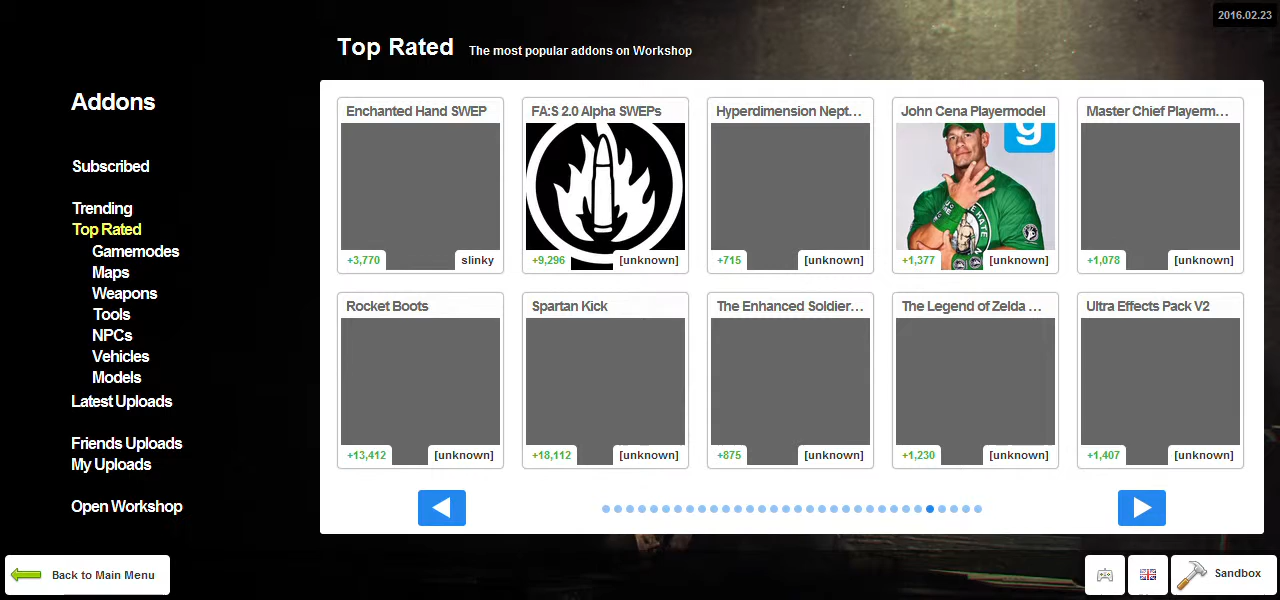 2016.02.23
Top Rated The most popular addons on Workshop
Addons
Subscribed
Trending
Top Rated
Gamemodes
Maps
Weapons
Tools
NPCs
Vehicles
Models
Latest Uploads
Friends Uploads
My Uploads
Open Workshop
Enchanted Hand SWEP
+3,770 slinky
FA:S 2.0 Alpha SWEPs
+9,296 [unknown]
Hyperdimension Nept...
+715 [unknown]
John Cena Playermodel
g
+1,377 [unknown]
Master Chief Playerm...
+1,078 [unknown]
Rocket Boots
+13,412 [unknown]
Spartan Kick
+18,112 [unknown]
The Enhanced Soldier...
+875 [unknown]
The Legend of Zelda ...
+1,230 [unknown]
Ultra Effects Pack V2
+1,407 [unknown]
Back to Main Menu
Sandbox